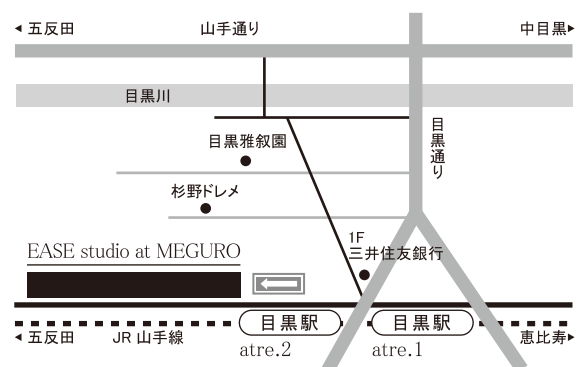 五反田
山手通り
中目黒
目黒川
目黒通り
目黒雅叙園
杉野ドレメ
1F
三井住友銀行
EASE studio at MEGURO
目黒駅
目黒駅
五反田
JR 山手線
恵比寿
atre.2
atre.1